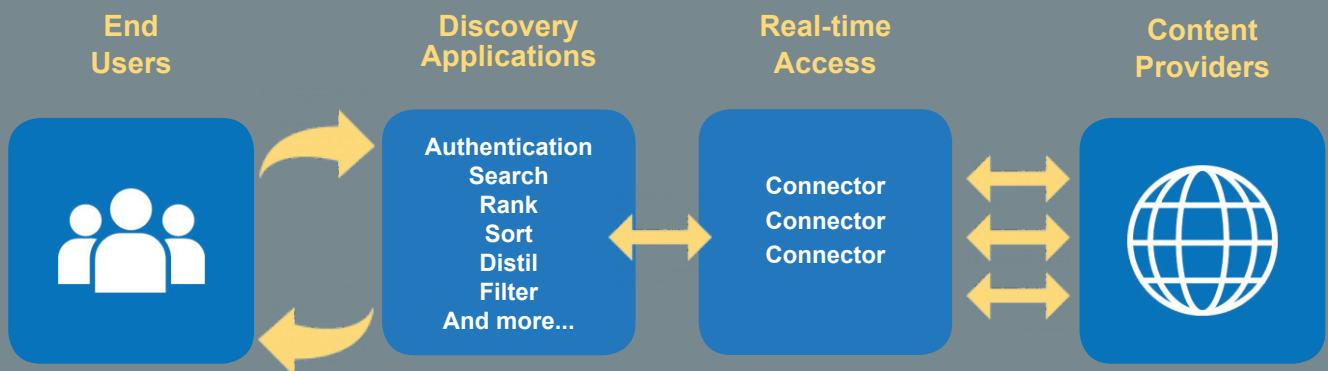 End
Users
Discovery
Applications
Real-time
Access
Content
Providers
Authentication
Search
Rank
Sort
Distil
Filter
And more...
Connector
Connector
Connector